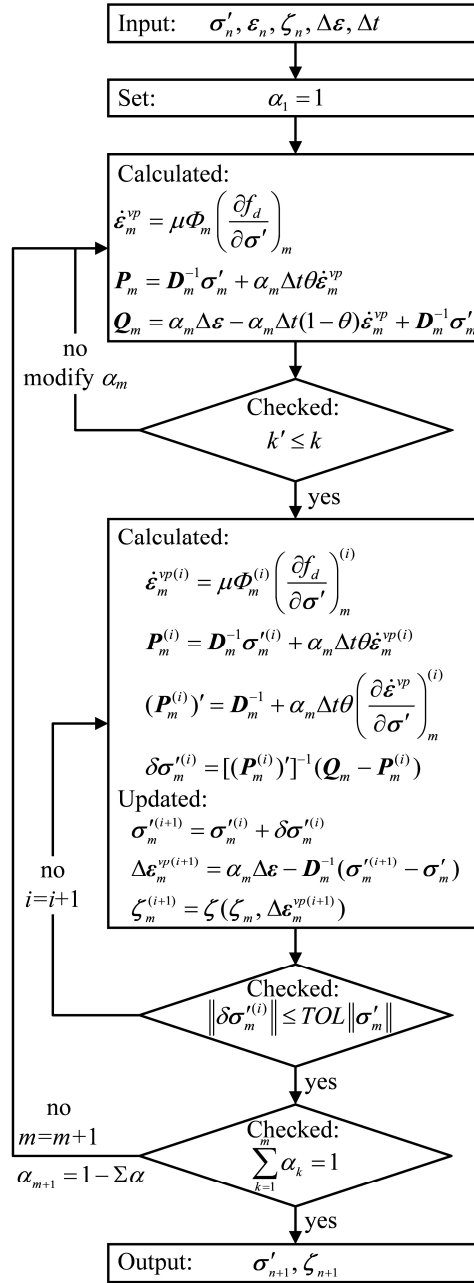 Input: σ′ₙ, εₙ, ζₙ, Δε, Δt
Set: α₁ = 1
Calculated:
ε̇ₘᵛᵖ = μΦₘ(∂f_d/∂σ′)ₘ
Pₘ = Dₘ⁻¹σ′ₘ + αₘΔtθε̇ₘᵛᵖ
Qₘ = αₘΔε − αₘΔt(1−θ)ε̇ₘᵛᵖ + Dₘ⁻¹σ′ₘ
no
modify αₘ
Checked:
k′ ≤ k
yes
Calculated:
ε̇ₘᵛᵖ⁽ⁱ⁾ = μΦₘ⁽ⁱ⁾(∂f_d/∂σ′)ₘ⁽ⁱ⁾
Pₘ⁽ⁱ⁾ = Dₘ⁻¹σ′ₘ⁽ⁱ⁾ + αₘΔtθε̇ₘᵛᵖ⁽ⁱ⁾
(Pₘ⁽ⁱ⁾)′ = Dₘ⁻¹ + αₘΔtθ(∂ε̇ᵛᵖ/∂σ′)ₘ⁽ⁱ⁾
δσ′ₘ⁽ⁱ⁾ = [(Pₘ⁽ⁱ⁾)′]⁻¹(Qₘ − Pₘ⁽ⁱ⁾)
Updated:
σ′ₘ⁽ⁱ⁺¹⁾ = σ′ₘ⁽ⁱ⁾ + δσ′ₘ⁽ⁱ⁾
Δεₘᵛᵖ⁽ⁱ⁺¹⁾ = αₘΔε − Dₘ⁻¹(σ′ₘ⁽ⁱ⁺¹⁾ − σ′ₘ)
ζₘ⁽ⁱ⁺¹⁾ = ζ(ζₘ, Δεₘᵛᵖ⁽ⁱ⁺¹⁾)
no
i=i+1
Checked:
‖δσ′ₘ⁽ⁱ⁾‖ ≤ TOL‖σ′ₘ‖
yes
no
m=m+1
αₘ₊₁ = 1 − Σα
Checked:
∑ₖ₌₁ᵐ αₖ = 1
yes
Output: σ′ₙ₊₁, ζₙ₊₁